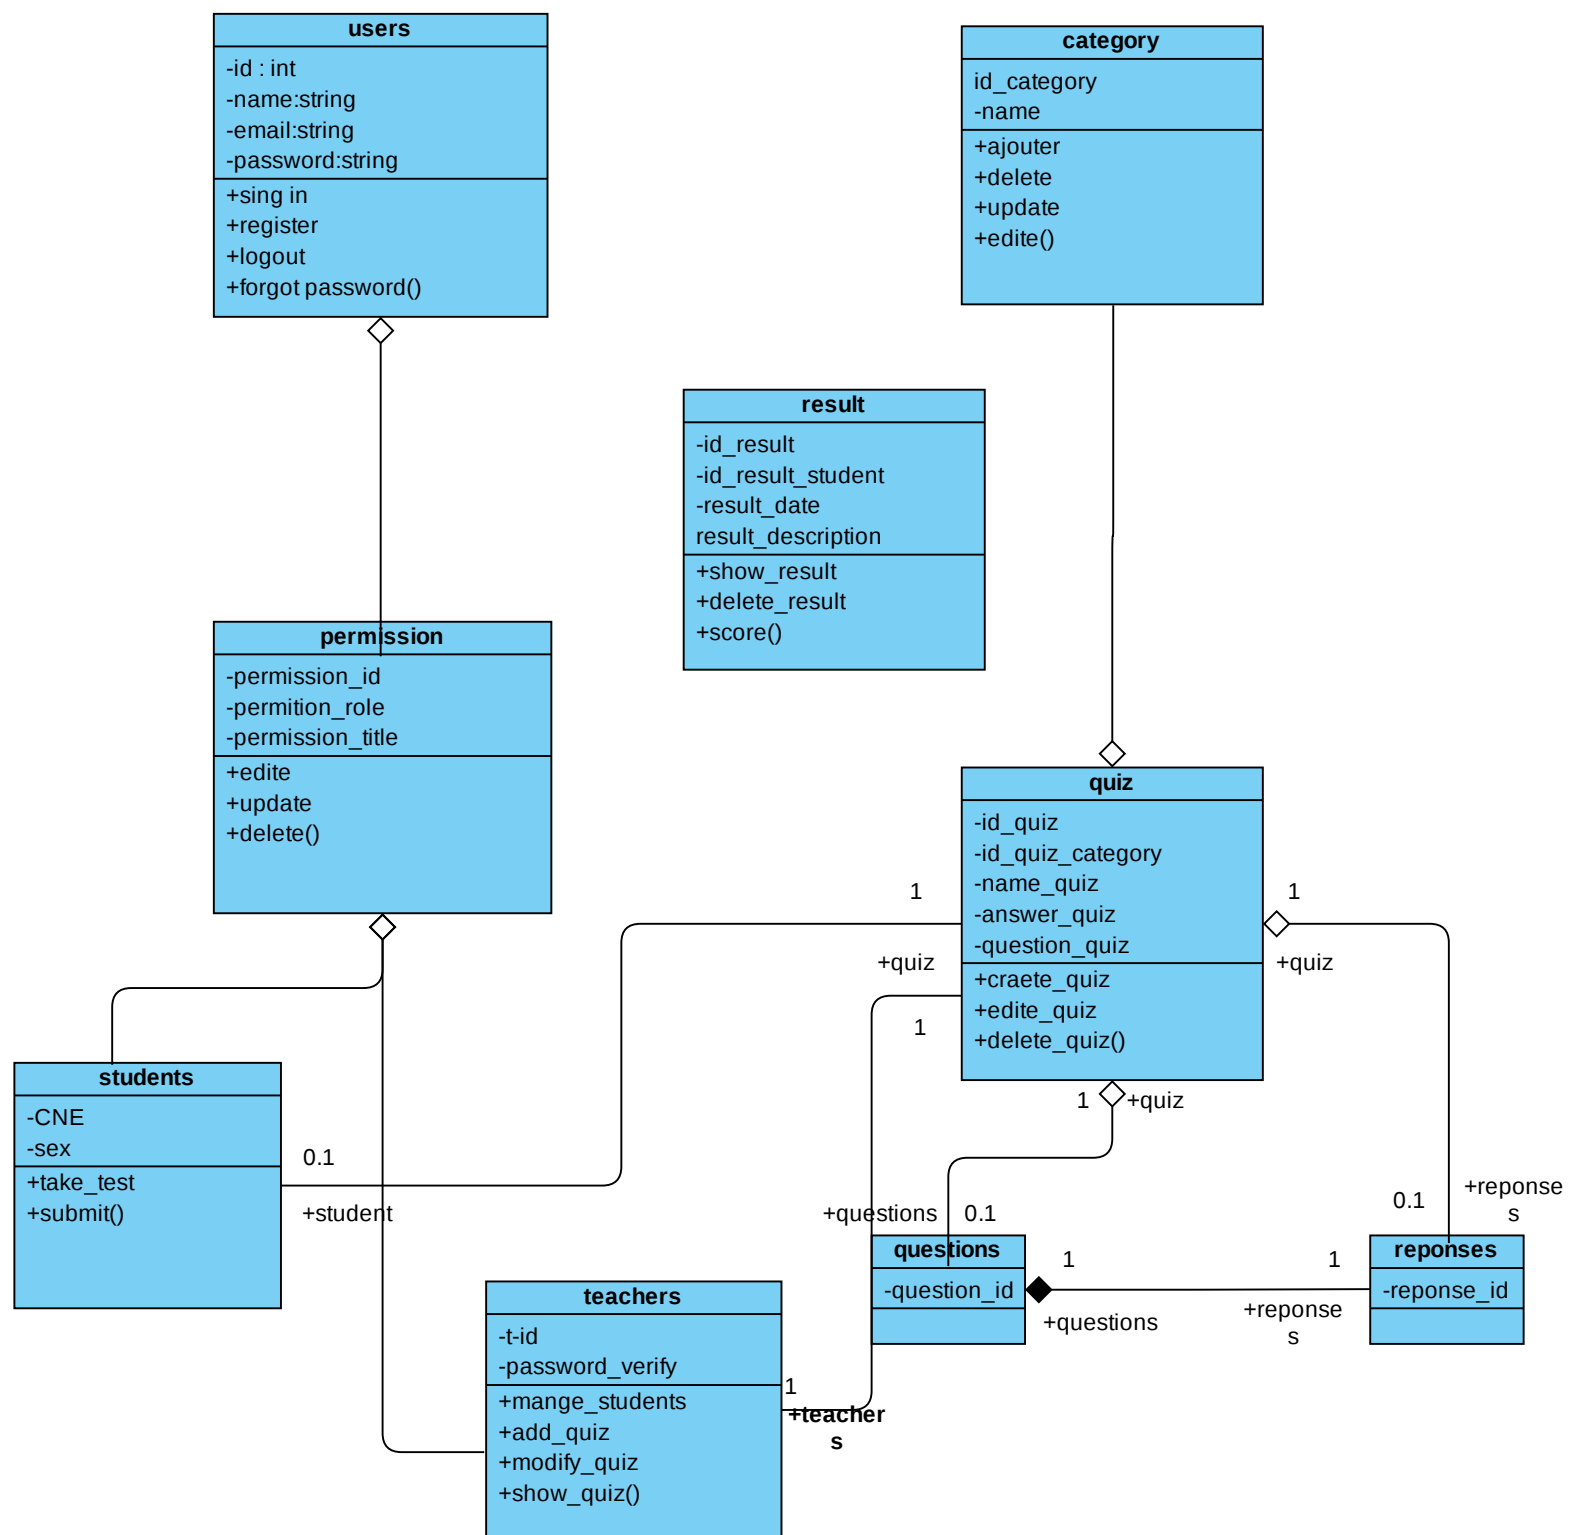 users
-id : int
-name:string
-email:string
-password:string
+sing in
+register
+logout
+forgot password()
category
id_category
-name
+ajouter
+delete
+update
+edite()
result
-id_result
-id_result_student
-result_date
result_description
+show_result
+delete_result
+score()
permission
-permission_id
-permition_role
-permission_title
+edite
+update
+delete()
quiz
-id_quiz
-id_quiz_category
-name_quiz
-answer_quiz
-question_quiz
+craete_quiz
+edite_quiz
+delete_quiz()
1
+quiz
1
1
+quiz
1
+quiz
students
-CNE
-sex
+take_test
+submit()
0.1
+student
+questions
0.1
0.1
+reponse
s
questions
-question_id
1
+questions
1
+reponse
s
reponses
-reponse_id
teachers
-t-id
-password_verify
+mange_students
+add_quiz
+modify_quiz
+show_quiz()
1
+teacher
s